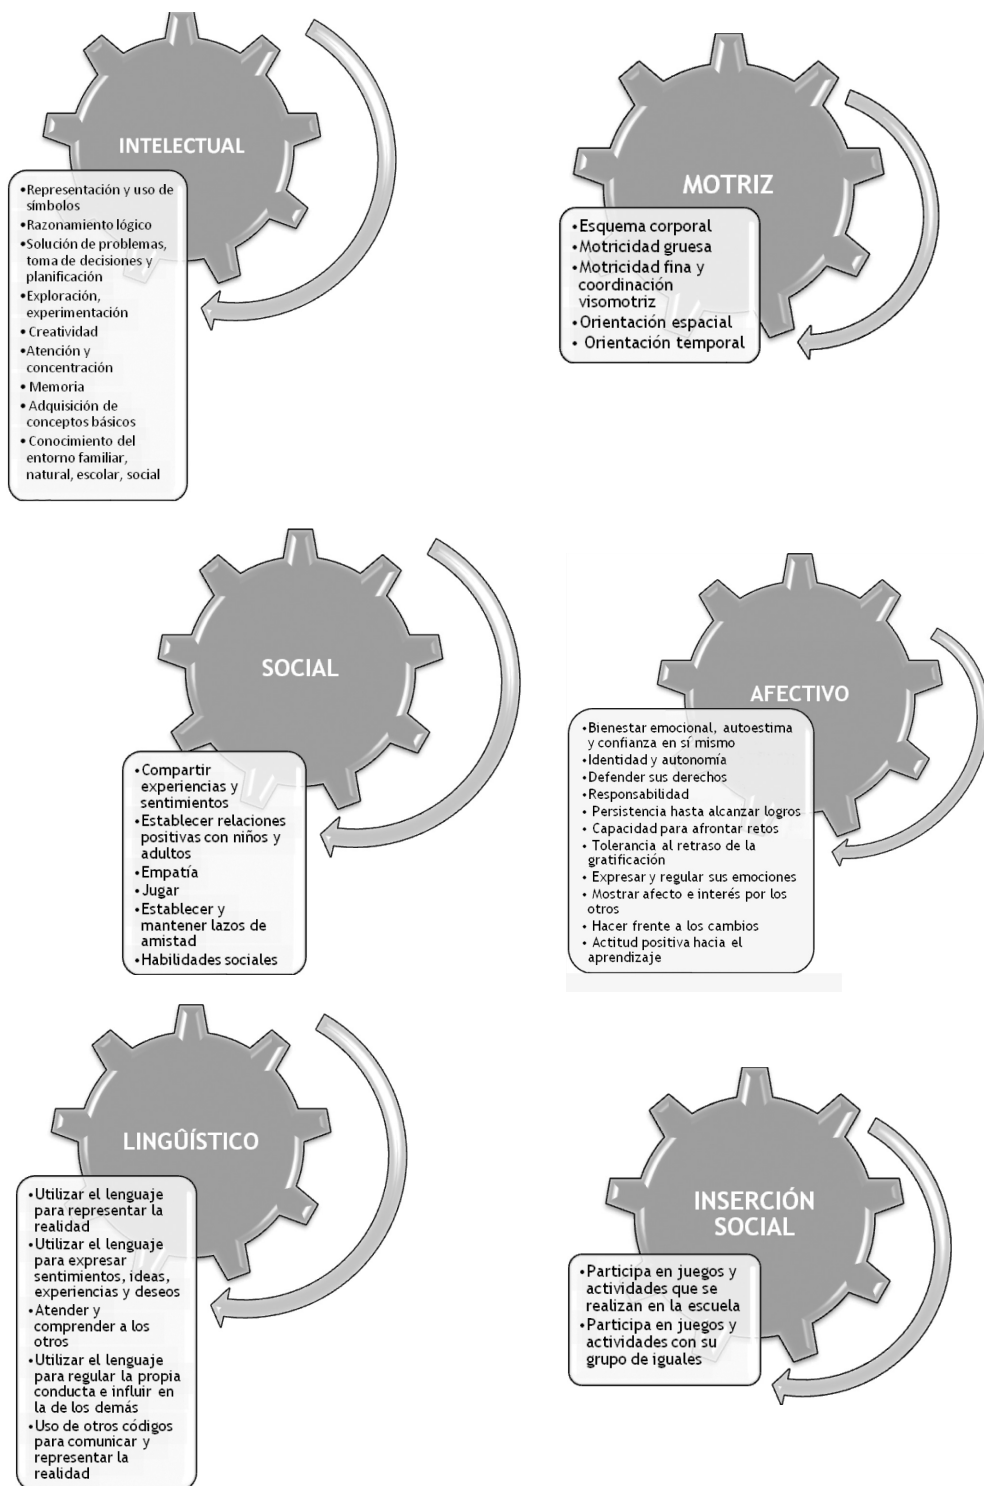 INTELECTUAL
•Representación y uso de
símbolos
•Razonamiento lógico
•Solución de problemas,
toma de decisiones y
planificación
•Exploración,
experimentación
•Creatividad
•Atención y
concentración
•Memoria
•Adquisición de
conceptos básicos
•Conocimiento del
entorno familiar,
natural, escolar, social
MOTRIZ
•Esquema corporal
•Motricidad gruesa
•Motricidad fina y
coordinación
visomotriz
•Orientación espacial
• Orientación temporal
SOCIAL
•Compartir
experiencias y
sentimientos
•Establecer relaciones
positivas con niños y
adultos
•Empatía
•Jugar
•Establecer y
mantener lazos de
amistad
•Habilidades sociales
AFECTIVO
•Bienestar emocional, autoestima
y confianza en sí mismo
•Identidad y autonomía
•Defender sus derechos
•Responsabilidad
• Persistencia hasta alcanzar logros
• Capacidad para afrontar retos
• Tolerancia al retraso de la
gratificación
• Expresar y regular sus emociones
• Mostrar afecto e interés por los
otros
• Hacer frente a los cambios
• Actitud positiva hacia el
aprendizaje
LINGÛÍSTICO
•Utilizar el lenguaje
para representar la
realidad
•Utilizar el lenguaje
para expresar
sentimientos, ideas,
experiencias y deseos
•Atender y
comprender a los
otros
•Utilizar el lenguaje
para regular la propia
conducta e influir en
la de los demás
•Uso de otros códigos
para comunicar y
representar la
realidad
INSERCIÓN
SOCIAL
•Participa en juegos y
actividades que se
realizan en la escuela
•Participa en juegos y
actividades con su
grupo de iguales